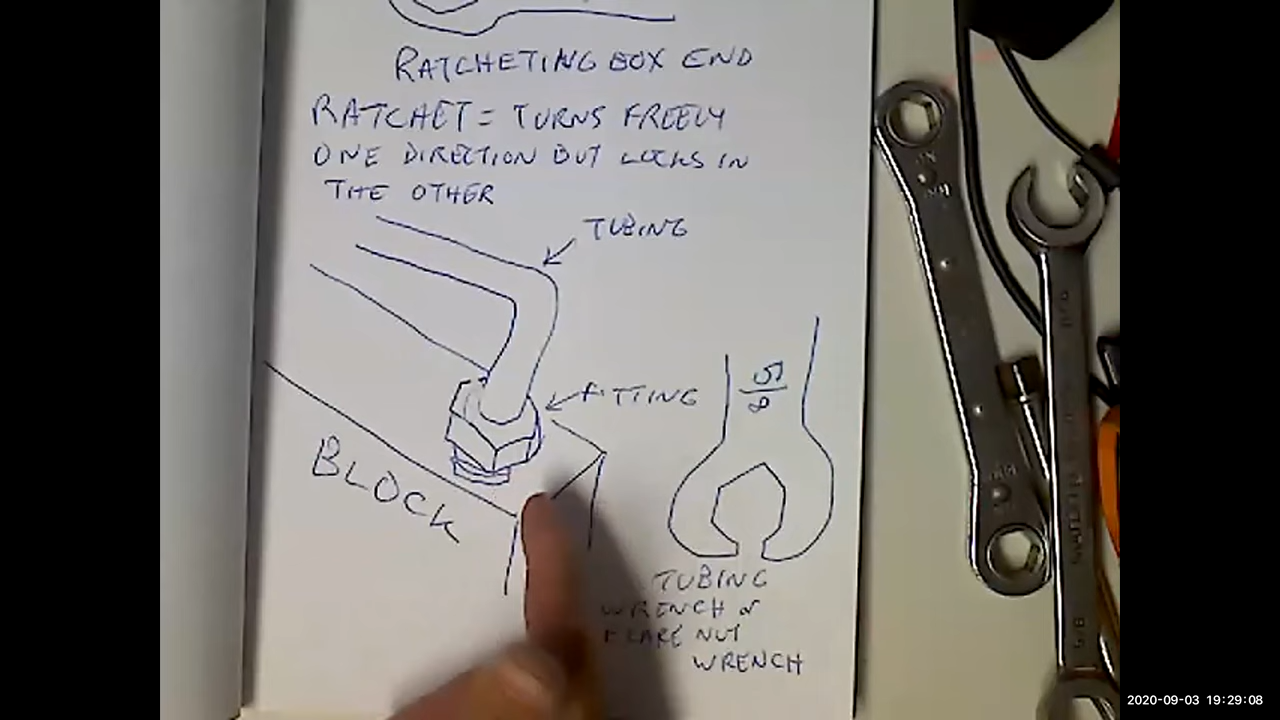 RATCHETING BOX END
RATCHET = TURNS FREELY
ONE DIRECTION BUT LOCKS IN
THE OTHER
TUBING
FITTING
5/8
BLOCK
TUBING
WRENCH or
FLARE NUT
WRENCH
2020-09-03 19:29:08